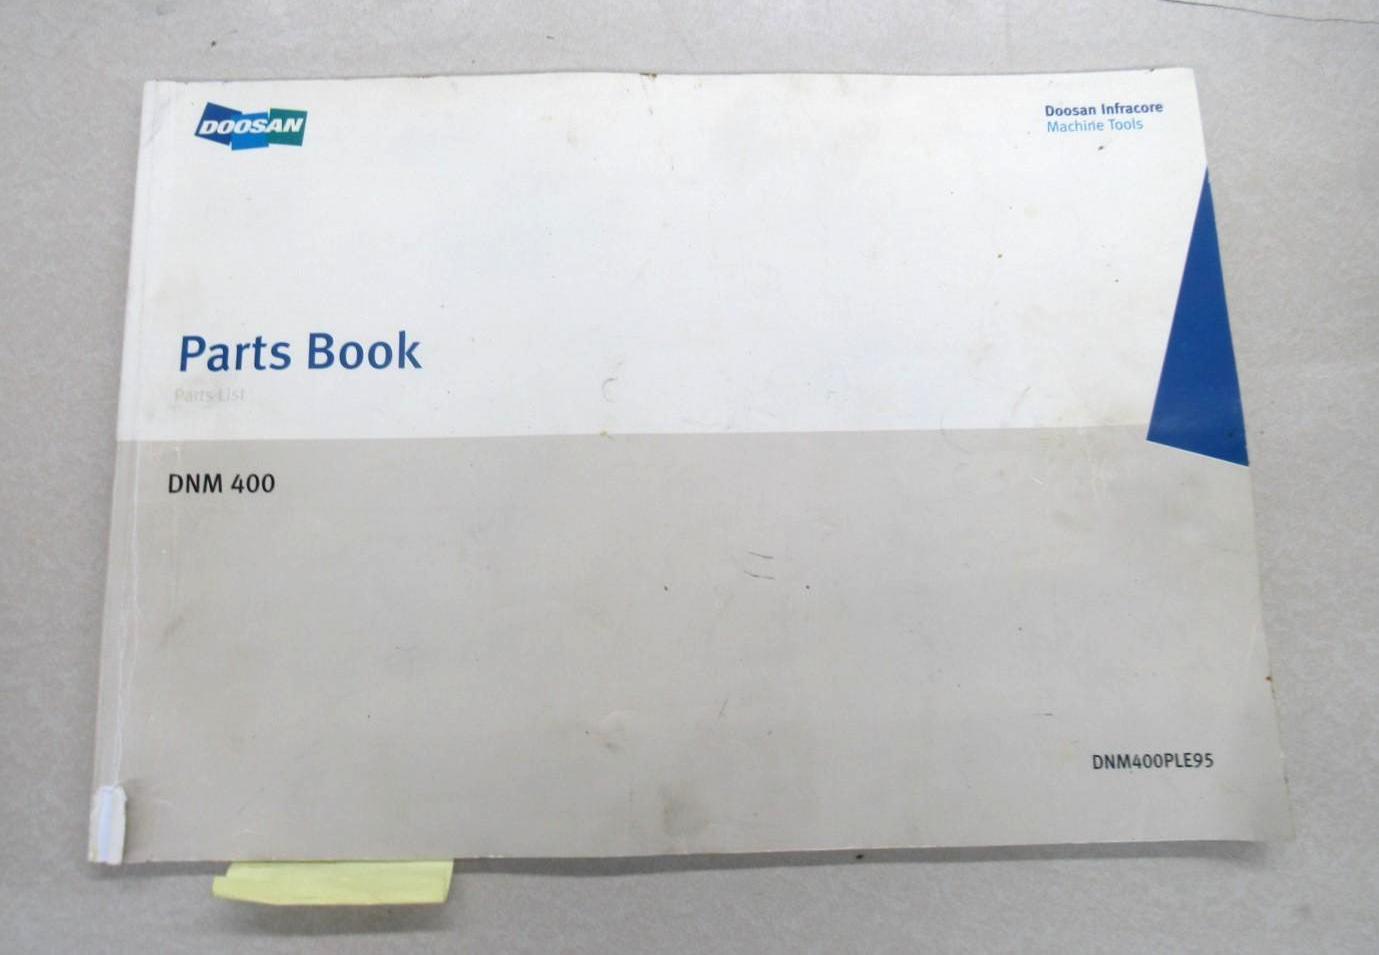 DOOSAN
Doosan Infracore
Machine Tools
Parts Book
Parts List
DNM 400
DNM400PLE95